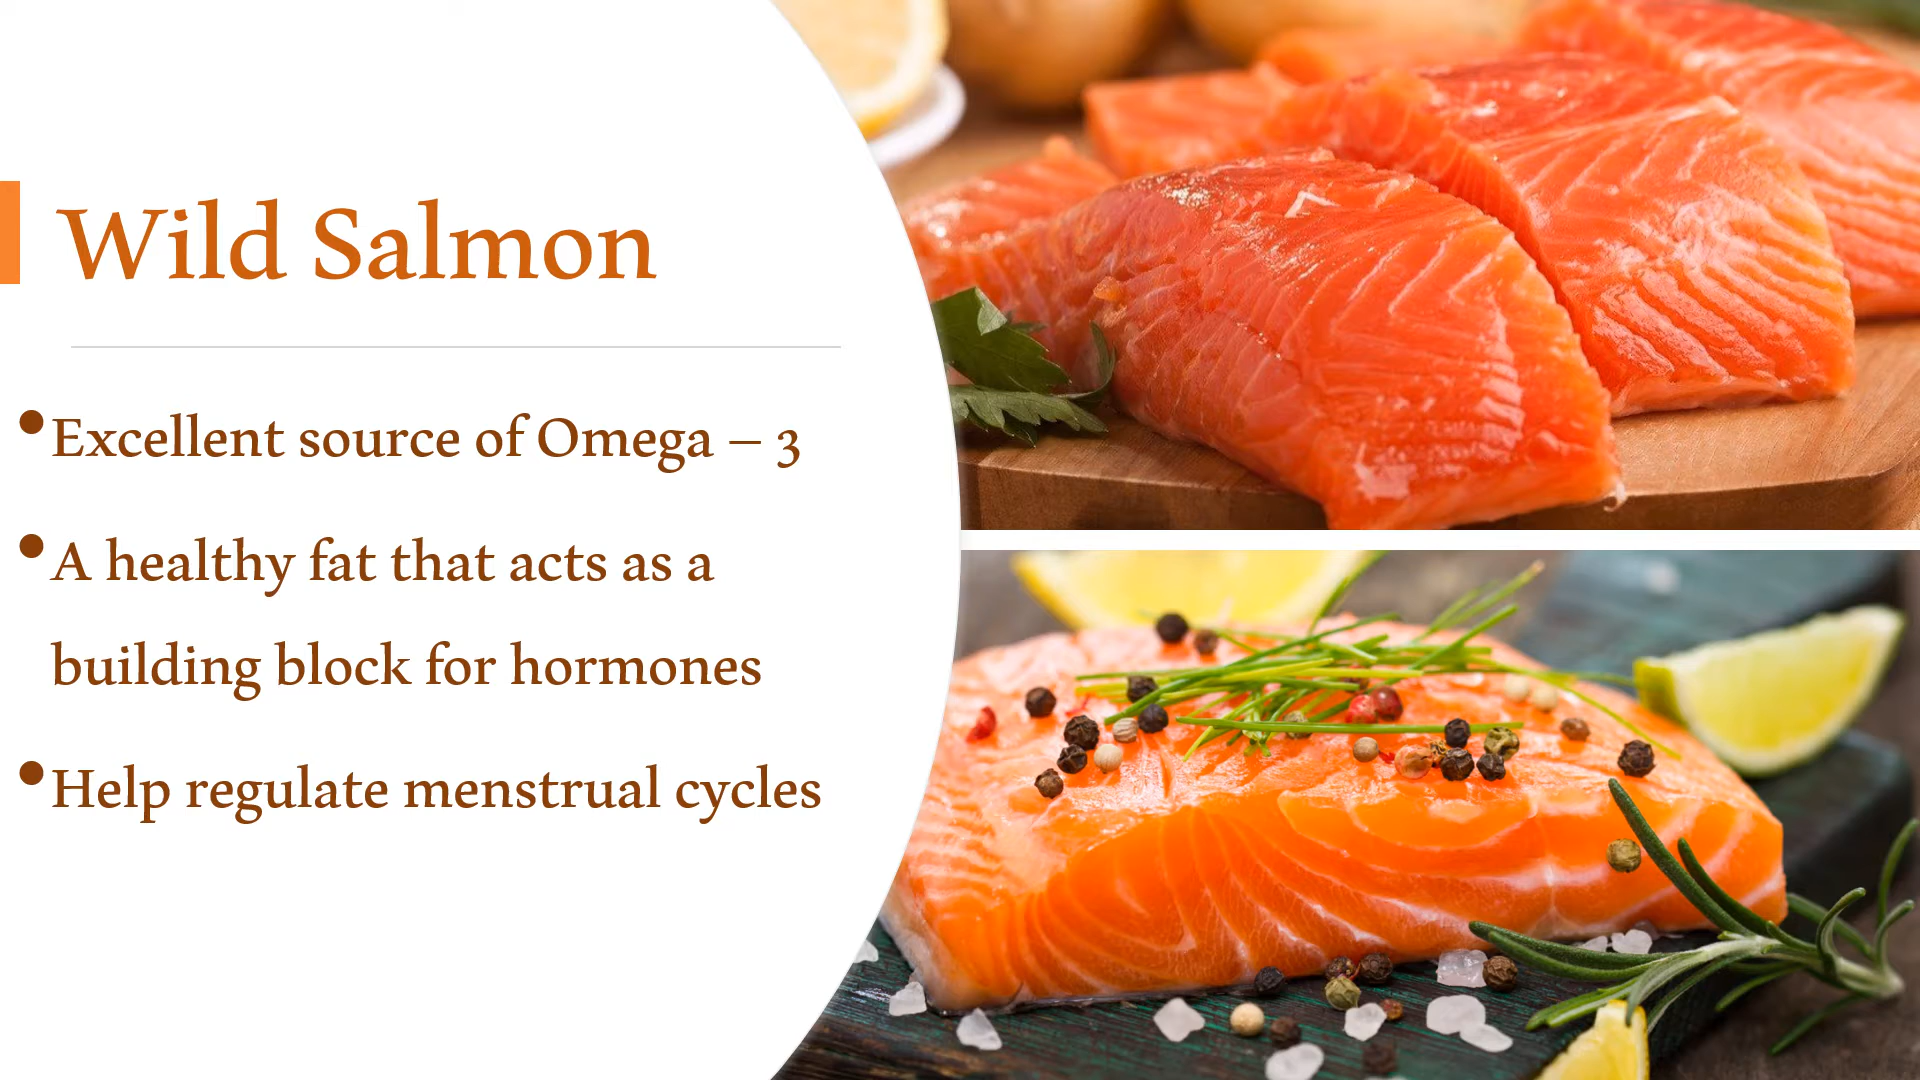 Wild Salmon
• Excellent source of Omega – 3
• A healthy fat that acts as a
building block for hormones
• Help regulate menstrual cycles